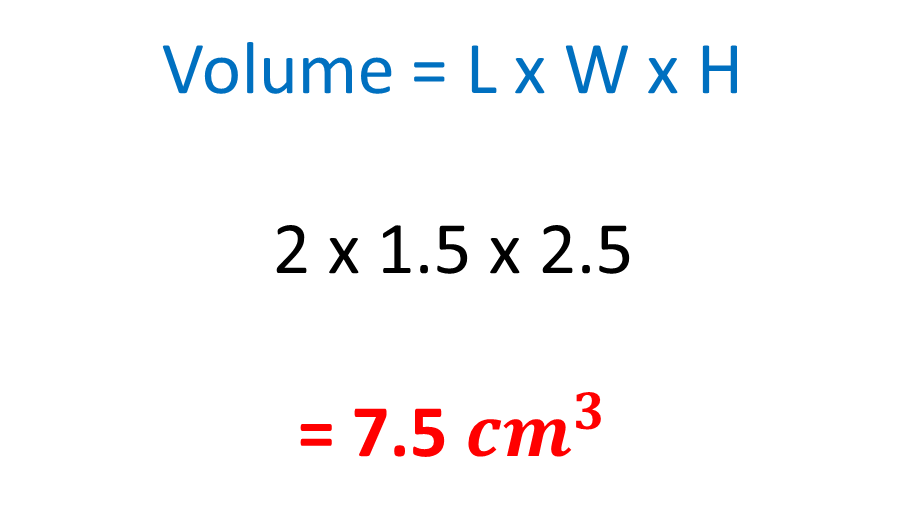 Volume = L x W x H
2 x 1.5 x 2.5
= 7.5 cm³